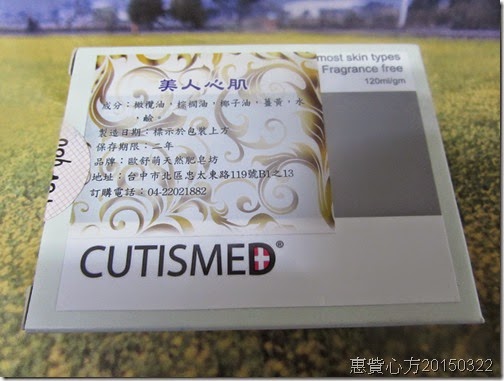 most skin types
Fragrance free
120ml/gm
美人心肌
成分：橄欖油，棕櫚油，椰子油，薑黃，水
，鹼。
製造日期：標示於包裝上方
保存期限：二年
品牌：歐舒萌天然肥皂坊
地址：台中市北區忠太東路119號B1之13
訂購電話：04-22021882
CUTISMED®
惠貲心方20150322